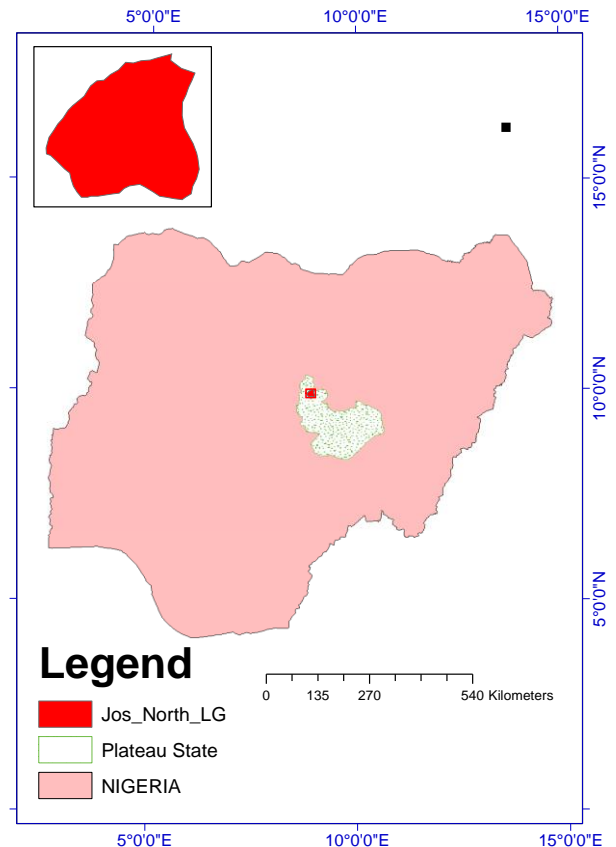 5°0'0"E 10°0'0"E 15°0'0"E
15°0'0"N
10°0'0"N
5°0'0"N
Legend
0 135 270 540 Kilometers
Jos_North_LG
Plateau State
NIGERIA
5°0'0"E 10°0'0"E 15°0'0"E